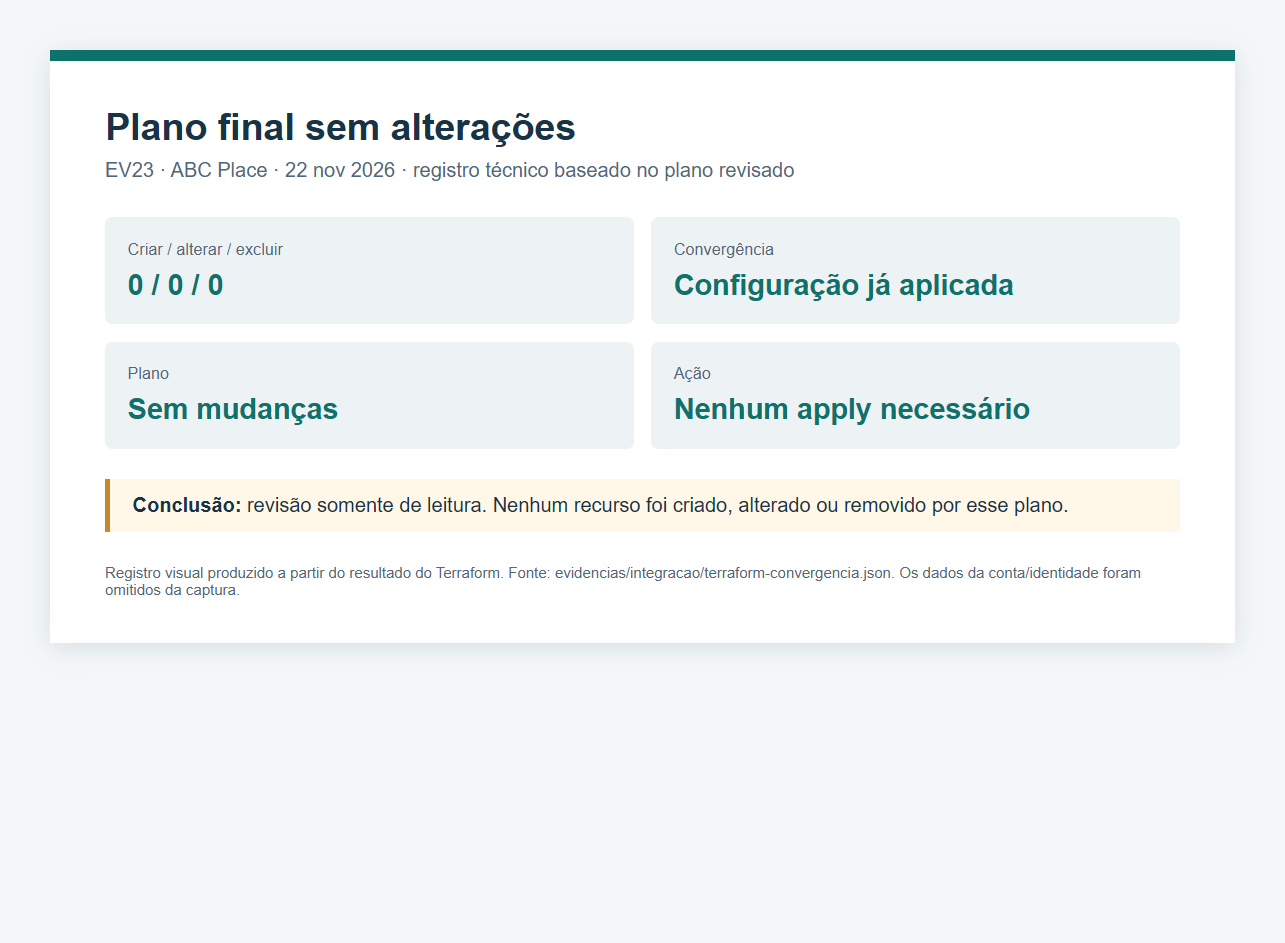 Plano final sem alterações
EV23 · ABC Place · 22 nov 2026 · registro técnico baseado no plano revisado
Criar / alterar / excluir
0 / 0 / 0
Convergência
Configuração já aplicada
Plano
Sem mudanças
Ação
Nenhum apply necessário
Conclusão: revisão somente de leitura. Nenhum recurso foi criado, alterado ou removido por esse plano.
Registro visual produzido a partir do resultado do Terraform. Fonte: evidencias/integracao/terraform-convergencia.json. Os dados da conta/identidade foram
omitidos da captura.